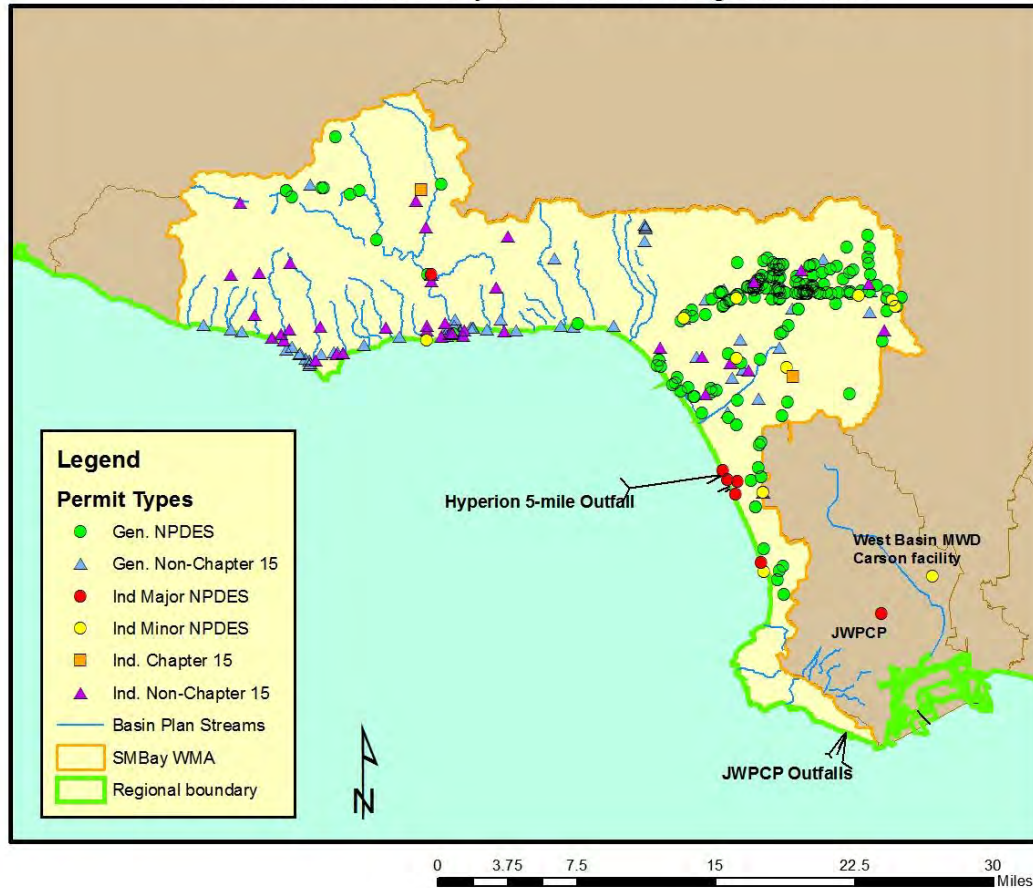 Hyperion 5-mile Outfall
West Basin MWD
Carson facility
JWPCP
JWPCP Outfalls
Legend
Permit Types
Gen. NPDES
Gen. Non-Chapter 15
Ind Major NPDES
Ind Minor NPDES
Ind. Chapter 15
Ind. Non-Chapter 15
Basin Plan Streams
SMBay WMA
Regional boundary
N
0 3.75 7.5 15 22.5 30
Miles